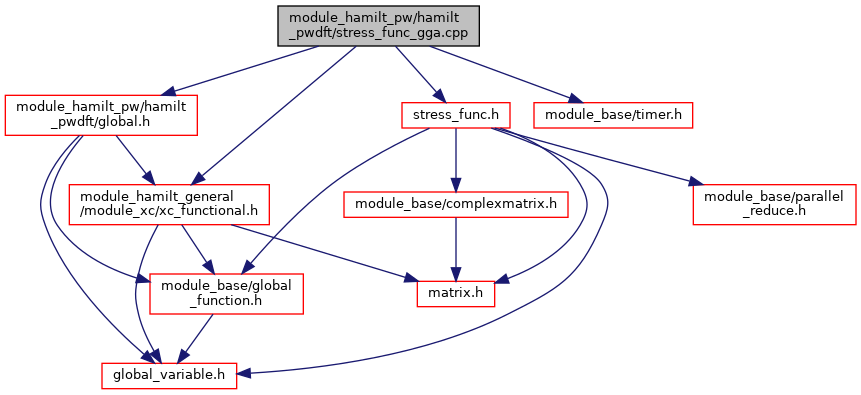 module_hamilt_pw/hamilt
_pwdft/stress_func_gga.cpp
module_hamilt_pw/hamilt
_pwdft/global.h
stress_func.h
module_base/timer.h
module_hamilt_general
/module_xc/xc_functional.h
module_base/complexmatrix.h
module_base/parallel
_reduce.h
module_base/global
_function.h
matrix.h
global_variable.h